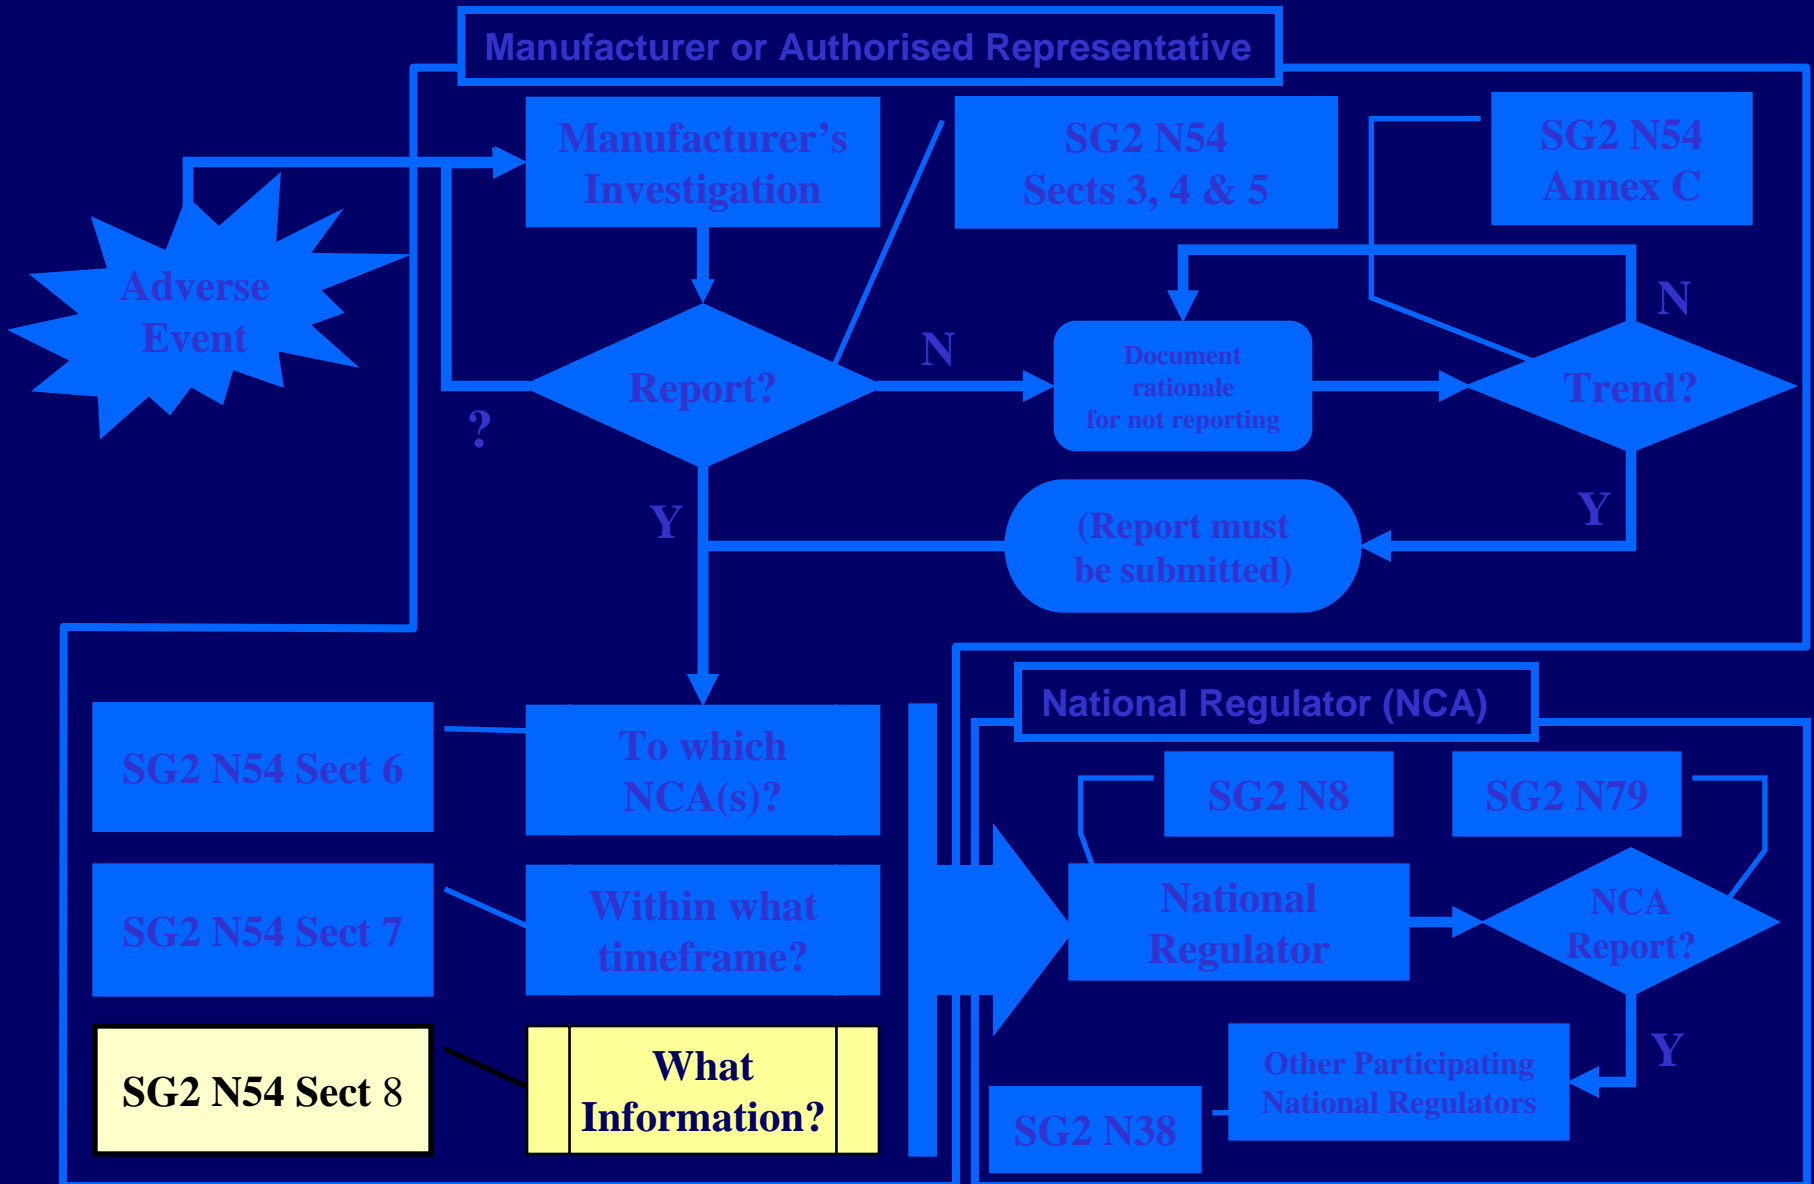 Manufacturer or Authorised Representative
Manufacturer's
Investigation
SG2 N54
Sects 3, 4 & 5
SG2 N54
Annex C
Adverse
Event
Report?
?
N
Document
rationale
for not reporting
Trend?
N
Y
Y
(Report must
be submitted)
SG2 N54 Sect 6
To which
NCA(s)?
SG2 N54 Sect 7
Within what
timeframe?
SG2 N54 Sect 8
What
Information?
National Regulator (NCA)
SG2 N8
SG2 N79
National
Regulator
NCA
Report?
Y
Other Participating
National Regulators
SG2 N38